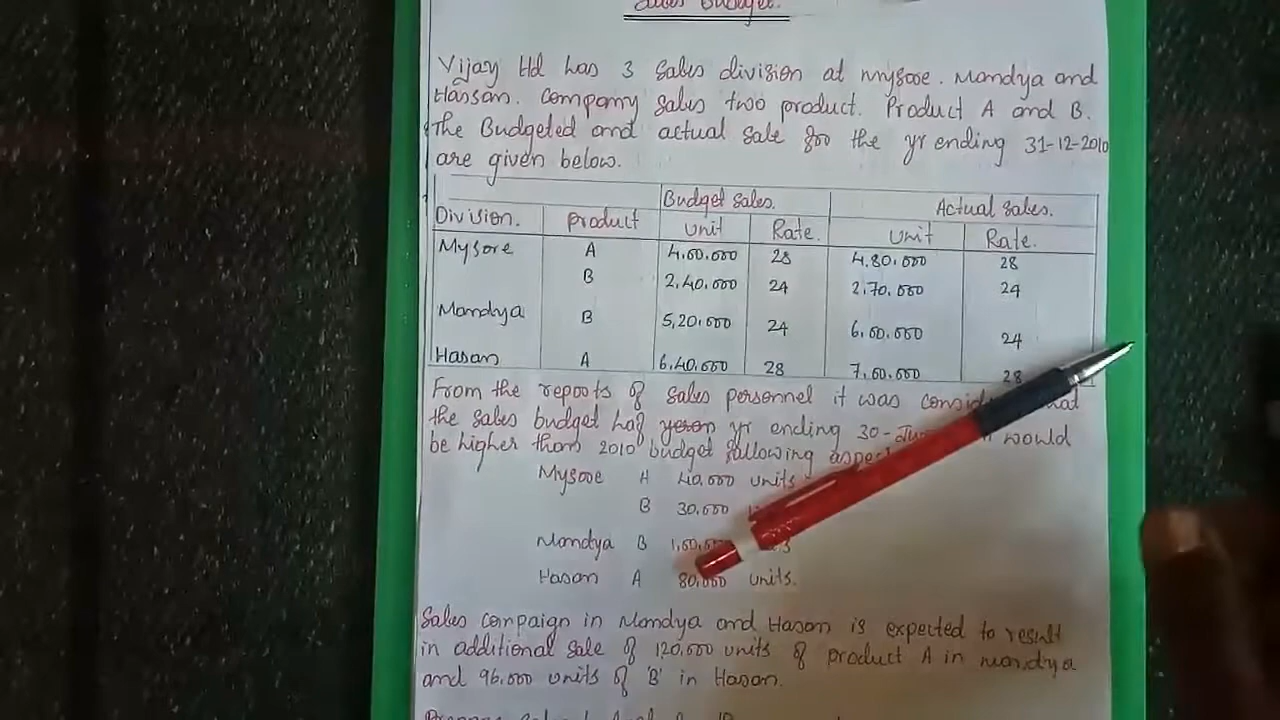 Sales Budget.
Vijay Ltd has 3 sales division at mysore. Mandya and
Hassan. Company sales two product. Product A and B.
The Budgeted and actual sale for the yr ending 31-12-2010
are given below.
Budget Sales. Actual Sales.
Division. Product Unit Rate. Unit Rate.
Mysore A 4,00,000 28 4,80,000 28
B 2,40,000 24 2,70,000 24
Mandya B 5,20,000 24 6,00,000 24
Hasan A 6,40,000 28 7,60,000 28
From the reports of Sales personnel it was
the sales budget half yr ending 30- would
be higher than 2010 budget fallowing
Mysore A 40,000 units
B 30,000
Mandya B
Hasan A 80,000 units.
Sales compaign in Mandya and Hasan is expected to result
in additional sale of 120,000 units of product A in mandya
and 96,000 units of 'B' in Hasan.